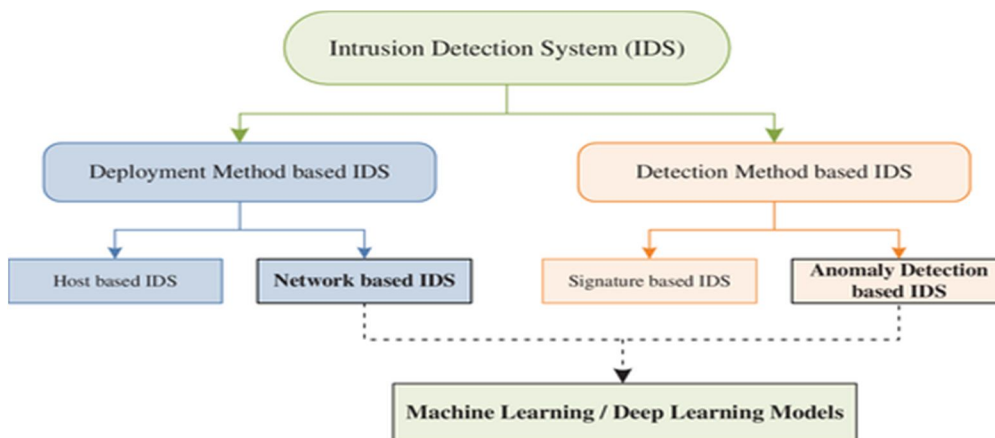 Intrusion Detection System (IDS)
Deployment Method based IDS
Detection Method based IDS
Host based IDS
Network based IDS
Signature based IDS
Anomaly Detection
based IDS
Machine Learning / Deep Learning Models